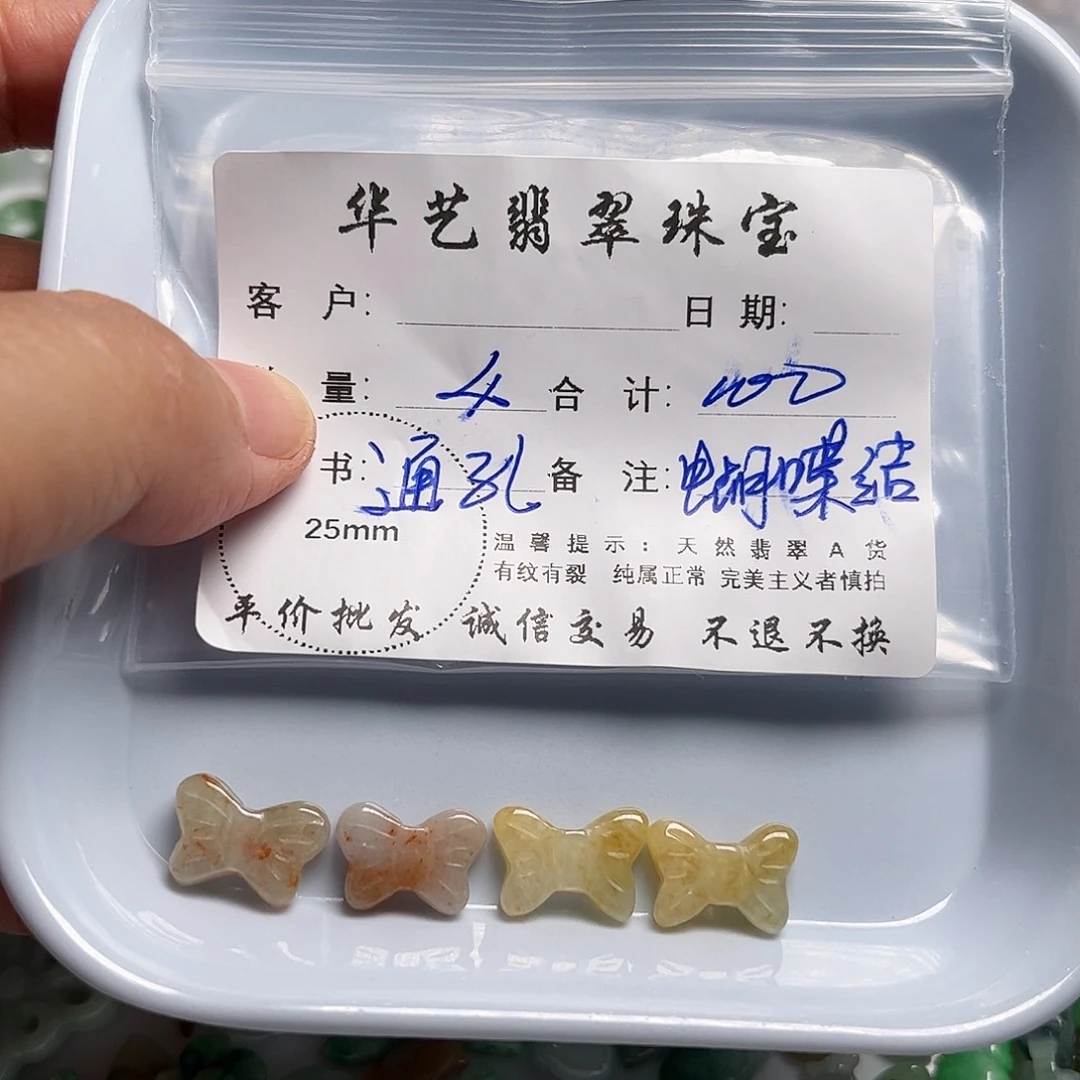 华艺翡翠珠宝
客 户: 日 期:
量: 4 合 计: 400
书: 通孔 备 注: 蝴蝶结
25mm
温馨提示: 天然翡翠A货
有纹有裂 纯属正常 完美主义者慎拍
平价批发 诚信交易 不退不换